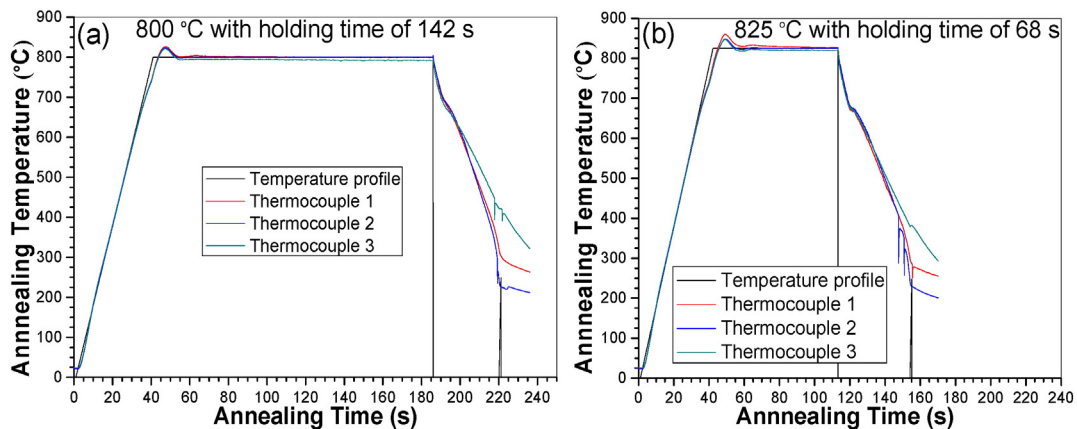 (a)
800 °C with holding time of 142 s
Annnealing Temperature (°C)
900
800
700
600
500
400
300
200
100
0
Temperature profile
Thermocouple 1
Thermocouple 2
Thermocouple 3
0 20 40 60 80 100 120 140 160 180 200 220 240
Annnealing Time (s)
(b)
825 °C with holding time of 68 s
Annnealing Temperature (°C)
900
800
700
600
500
400
300
200
100
0
Temperature profile
Thermocouple 1
Thermocouple 2
Thermocouple 3
0 20 40 60 80 100 120 140 160 180 200 220 240
Annnealing Time (s)